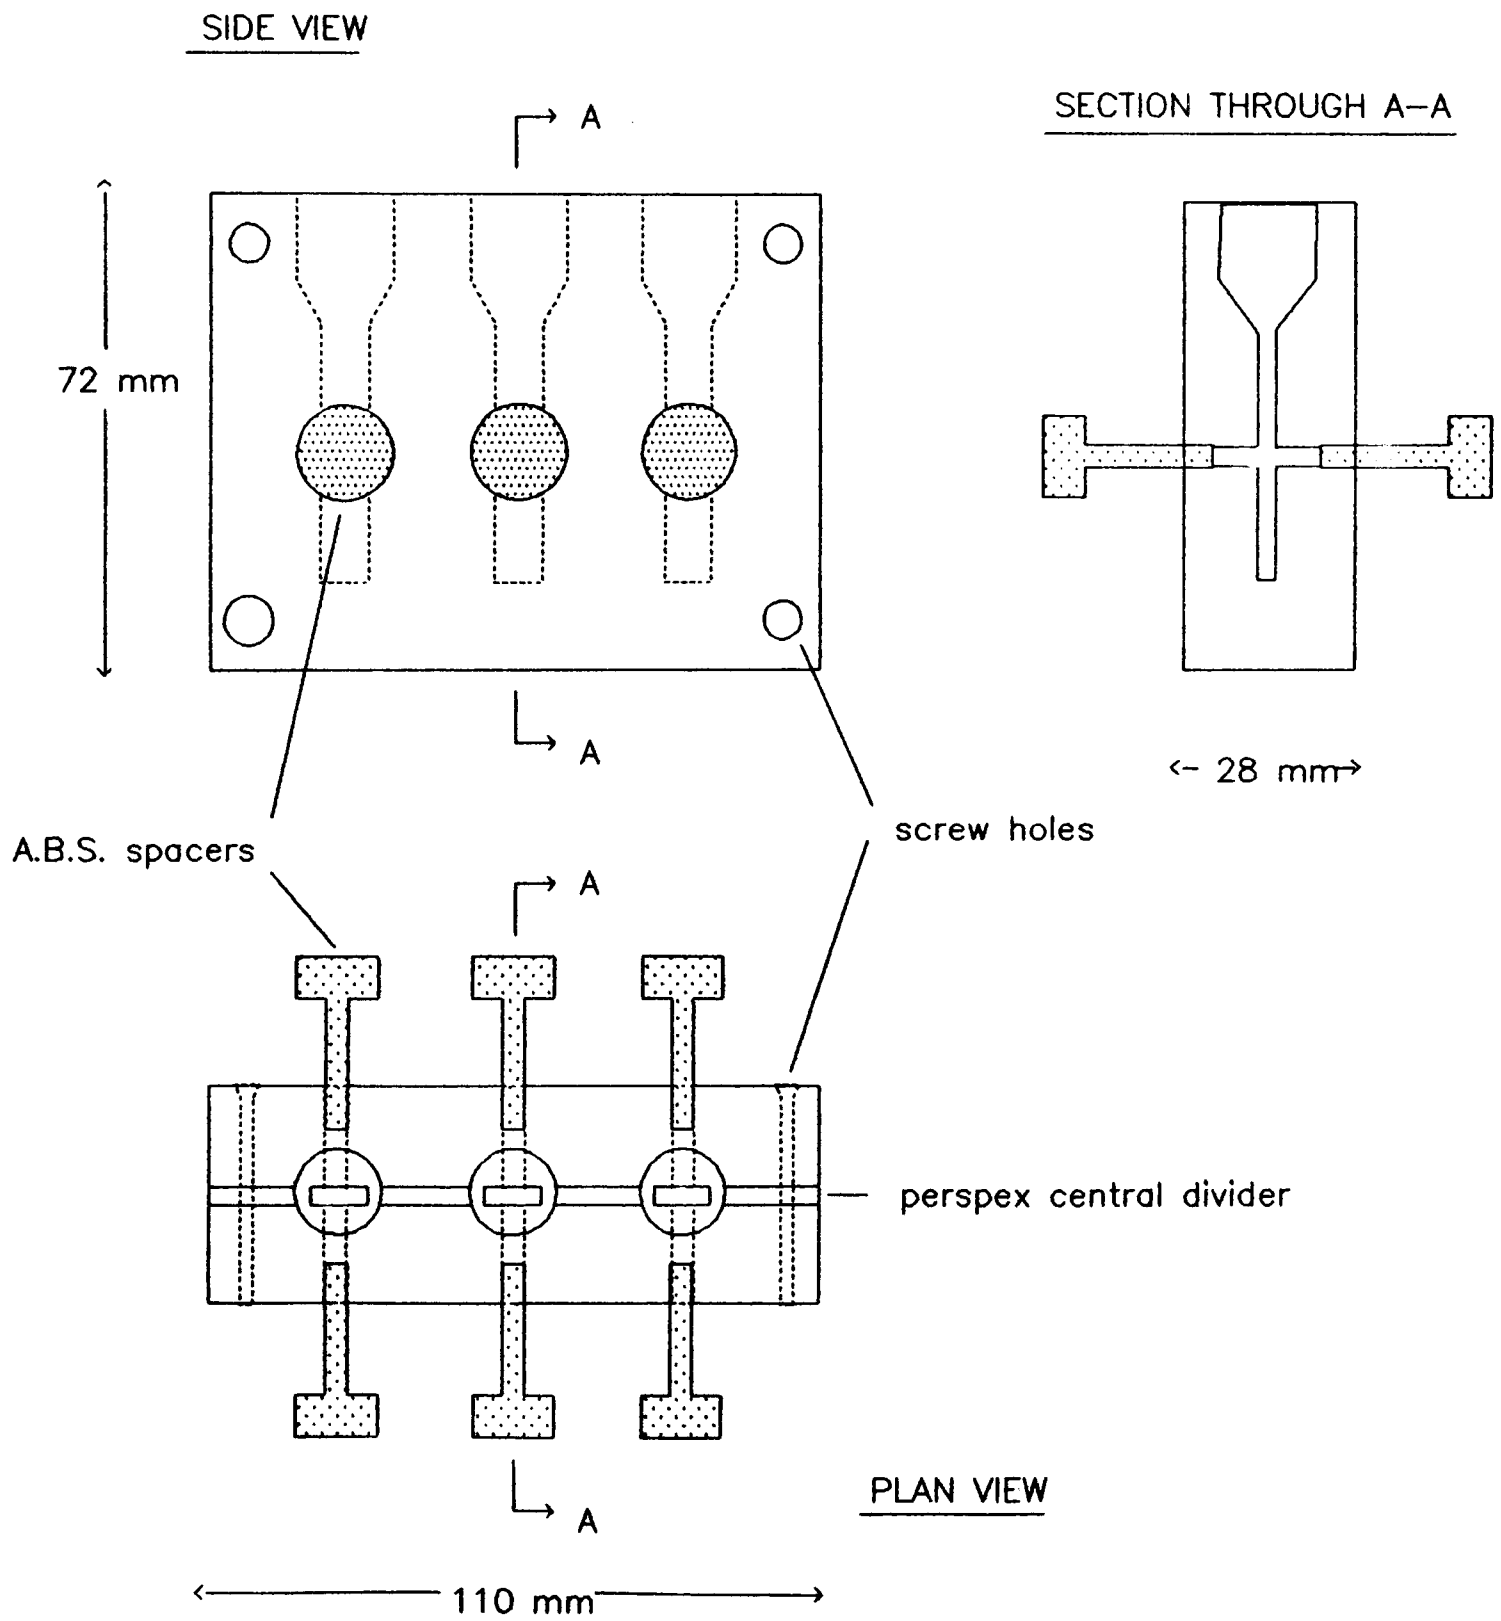 SIDE VIEW
SECTION THROUGH A-A
A
72 mm
A
28 mm
A.B.S. spacers
screw holes
A
perspex central divider
PLAN VIEW
A
110 mm